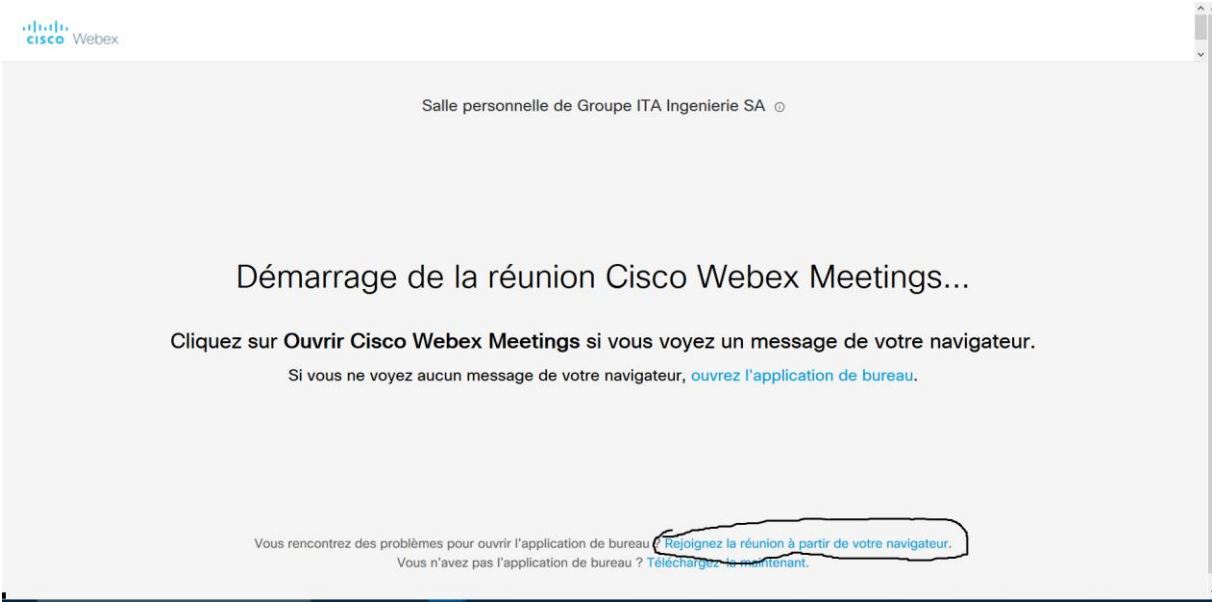 cisco Webex
Salle personnelle de Groupe ITA Ingenierie SA
Démarrage de la réunion Cisco Webex Meetings...
Cliquez sur Ouvrir Cisco Webex Meetings si vous voyez un message de votre navigateur.
Si vous ne voyez aucun message de votre navigateur, ouvrez l'application de bureau.
Vous rencontrez des problèmes pour ouvrir l'application de bureau ? Rejoignez la réunion à partir de votre navigateur.
Vous n'avez pas l'application de bureau ? Téléchargez-la maintenant.